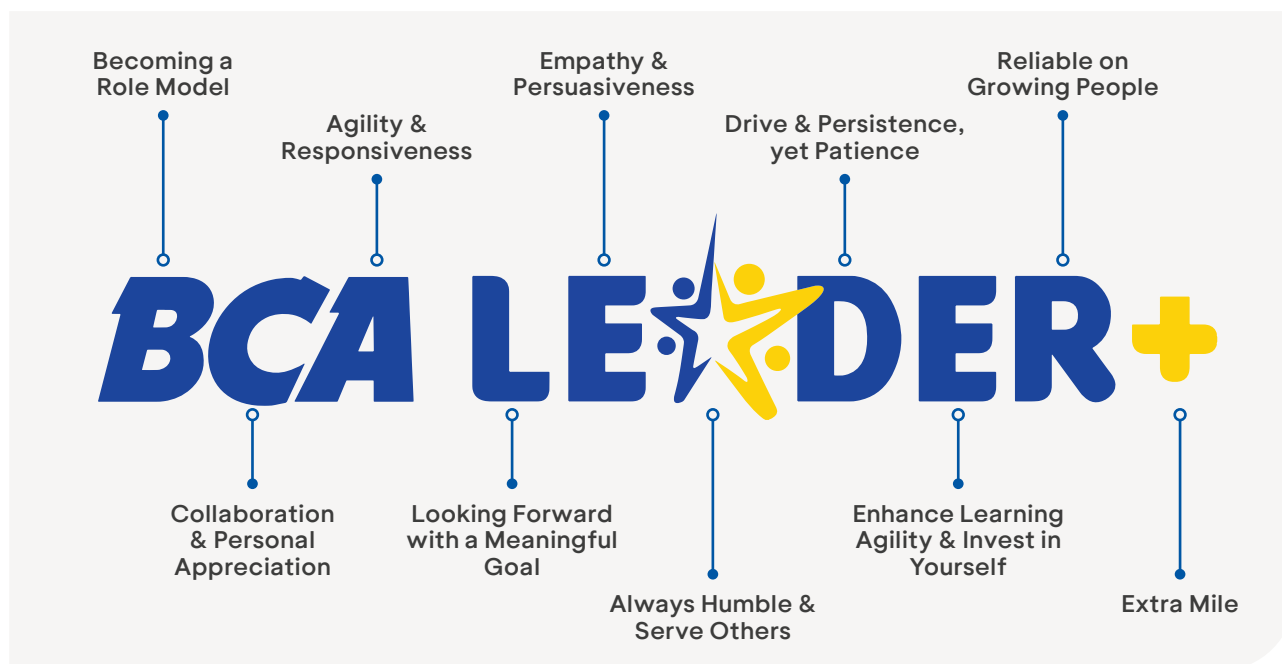 Becoming a
Role Model
Agility &
Responsiveness
Empathy &
Persuasiveness
Drive & Persistence,
yet Patience
Reliable on
Growing People
BCA LEADER+
Collaboration
& Personal
Appreciation
Looking Forward
with a Meaningful
Goal
Always Humble &
Serve Others
Enhance Learning
Agility & Invest in
Yourself
Extra Mile